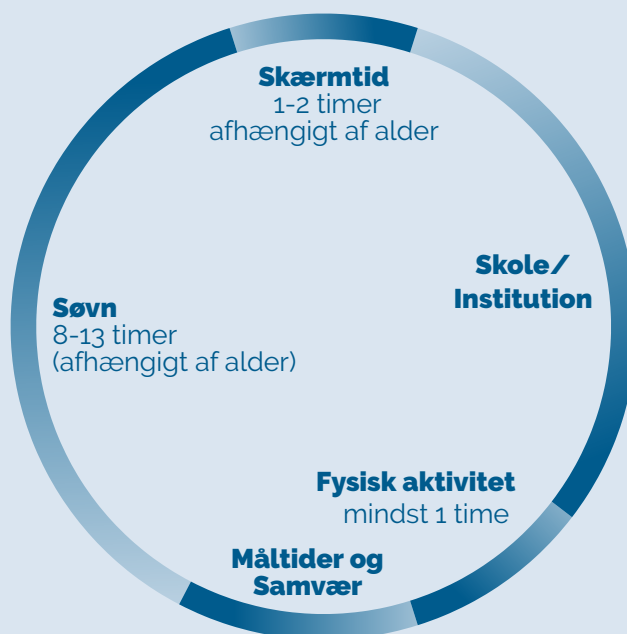 Skærmtid
1-2 timer
afhængigt af alder
Skole/
Institution
Søvn
8-13 timer
(afhængigt af alder)
Fysisk aktivitet
mindst 1 time
Måltider og
Samvær